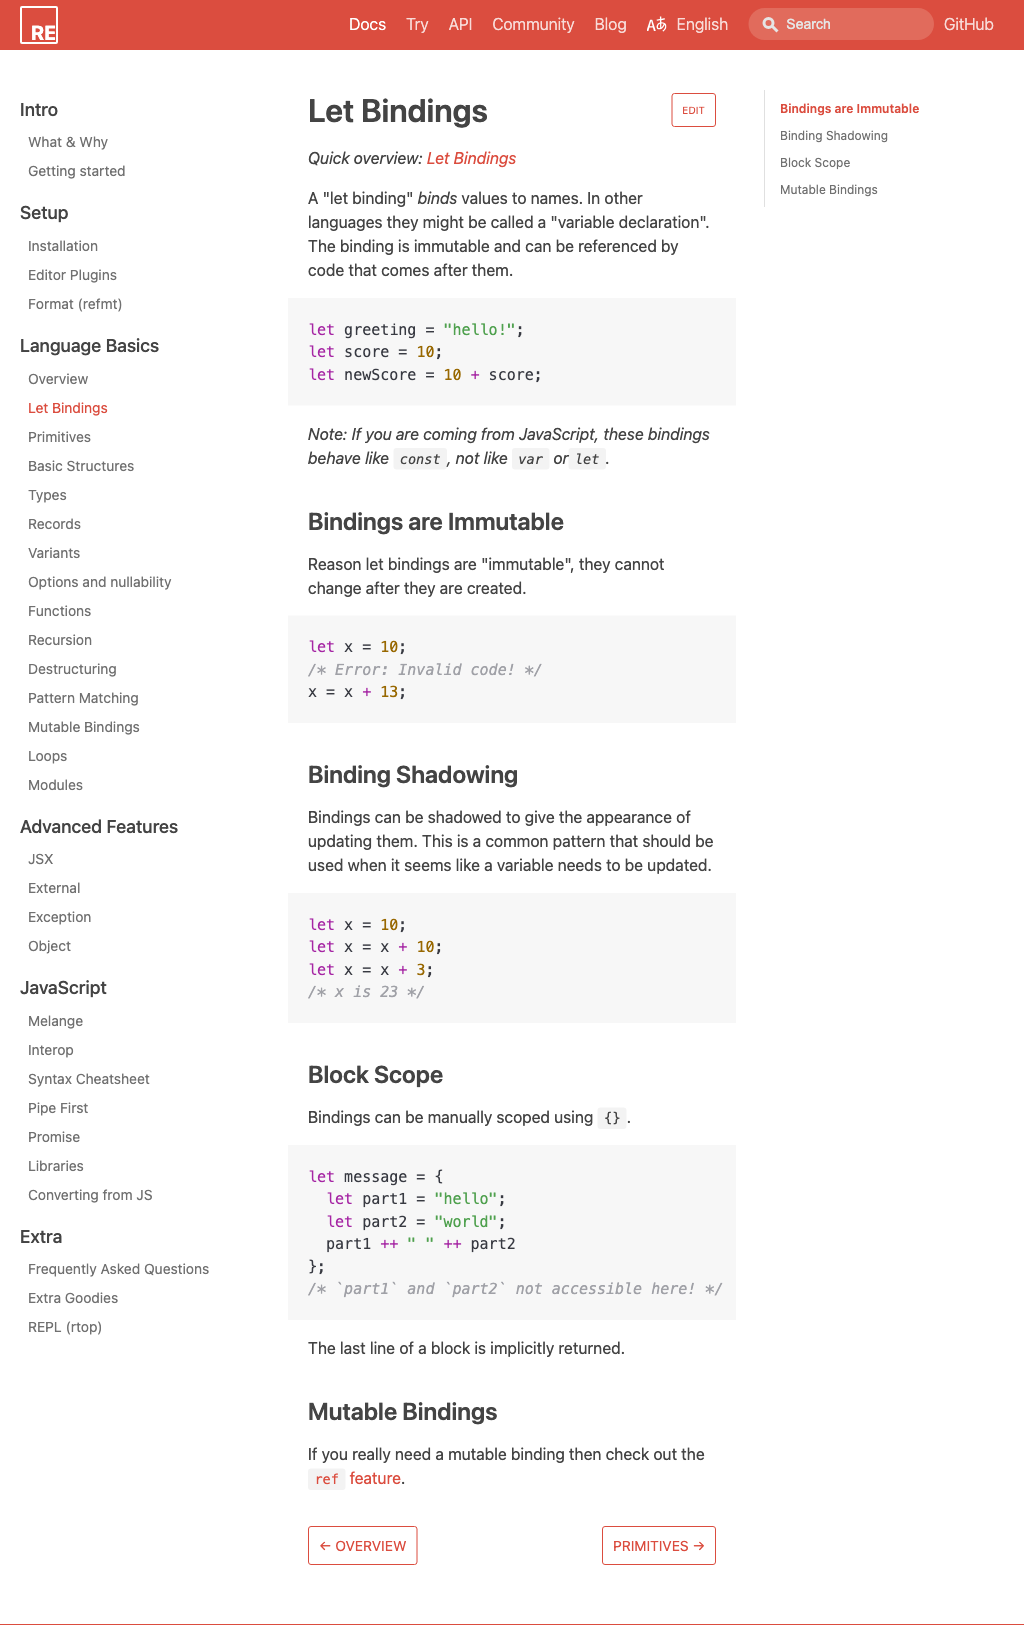 RE
Docs
Try
API
Community
Blog
Aあ English
Search
GitHub
Intro
What & Why
Getting started
Setup
Installation
Editor Plugins
Format (refmt)
Language Basics
Overview
Let Bindings
Primitives
Basic Structures
Types
Records
Variants
Options and nullability
Functions
Recursion
Destructuring
Pattern Matching
Mutable Bindings
Loops
Modules
Advanced Features
JSX
External
Exception
Object
JavaScript
Melange
Interop
Syntax Cheatsheet
Pipe First
Promise
Libraries
Converting from JS
Extra
Frequently Asked Questions
Extra Goodies
REPL (rtop)
Let Bindings
EDIT
Quick overview: Let Bindings
A "let binding" binds values to names. In other
languages they might be called a "variable declaration".
The binding is immutable and can be referenced by
code that comes after them.
let greeting = "hello!";
let score = 10;
let newScore = 10 + score;
Note: If you are coming from JavaScript, these bindings
behave like const, not like var or let.
Bindings are Immutable
Reason let bindings are "immutable", they cannot
change after they are created.
let x = 10;
/* Error: Invalid code! */
x = x + 13;
Binding Shadowing
Bindings can be shadowed to give the appearance of
updating them. This is a common pattern that should be
used when it seems like a variable needs to be updated.
let x = 10;
let x = x + 10;
let x = x + 3;
/* x is 23 */
Block Scope
Bindings can be manually scoped using {}.
let message = {
  let part1 = "hello";
  let part2 = "world";
  part1 ++ " " ++ part2
};
/* `part1` and `part2` not accessible here! */
The last line of a block is implicitly returned.
Mutable Bindings
If you really need a mutable binding then check out the
ref feature.
← OVERVIEW
PRIMITIVES →
Bindings are Immutable
Binding Shadowing
Block Scope
Mutable Bindings